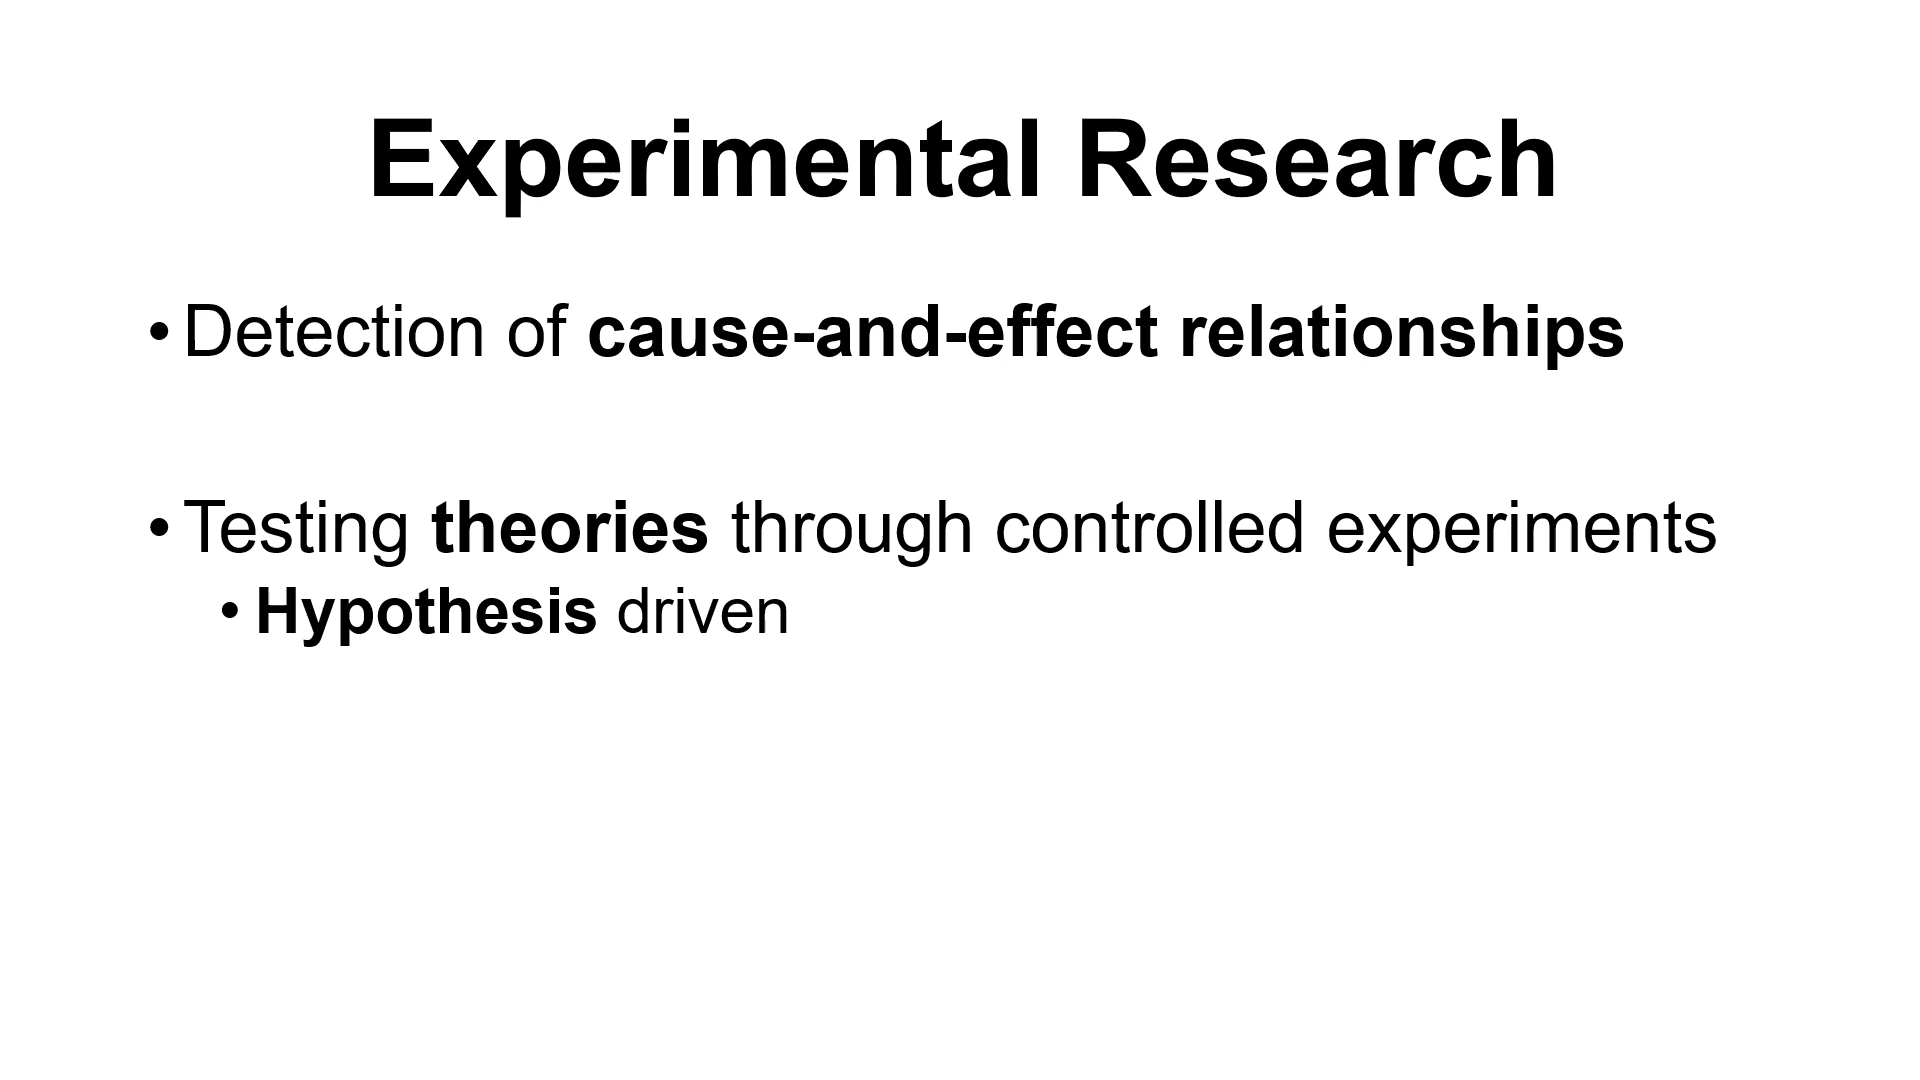 Experimental Research
• Detection of cause-and-effect relationships
• Testing theories through controlled experiments
• Hypothesis driven